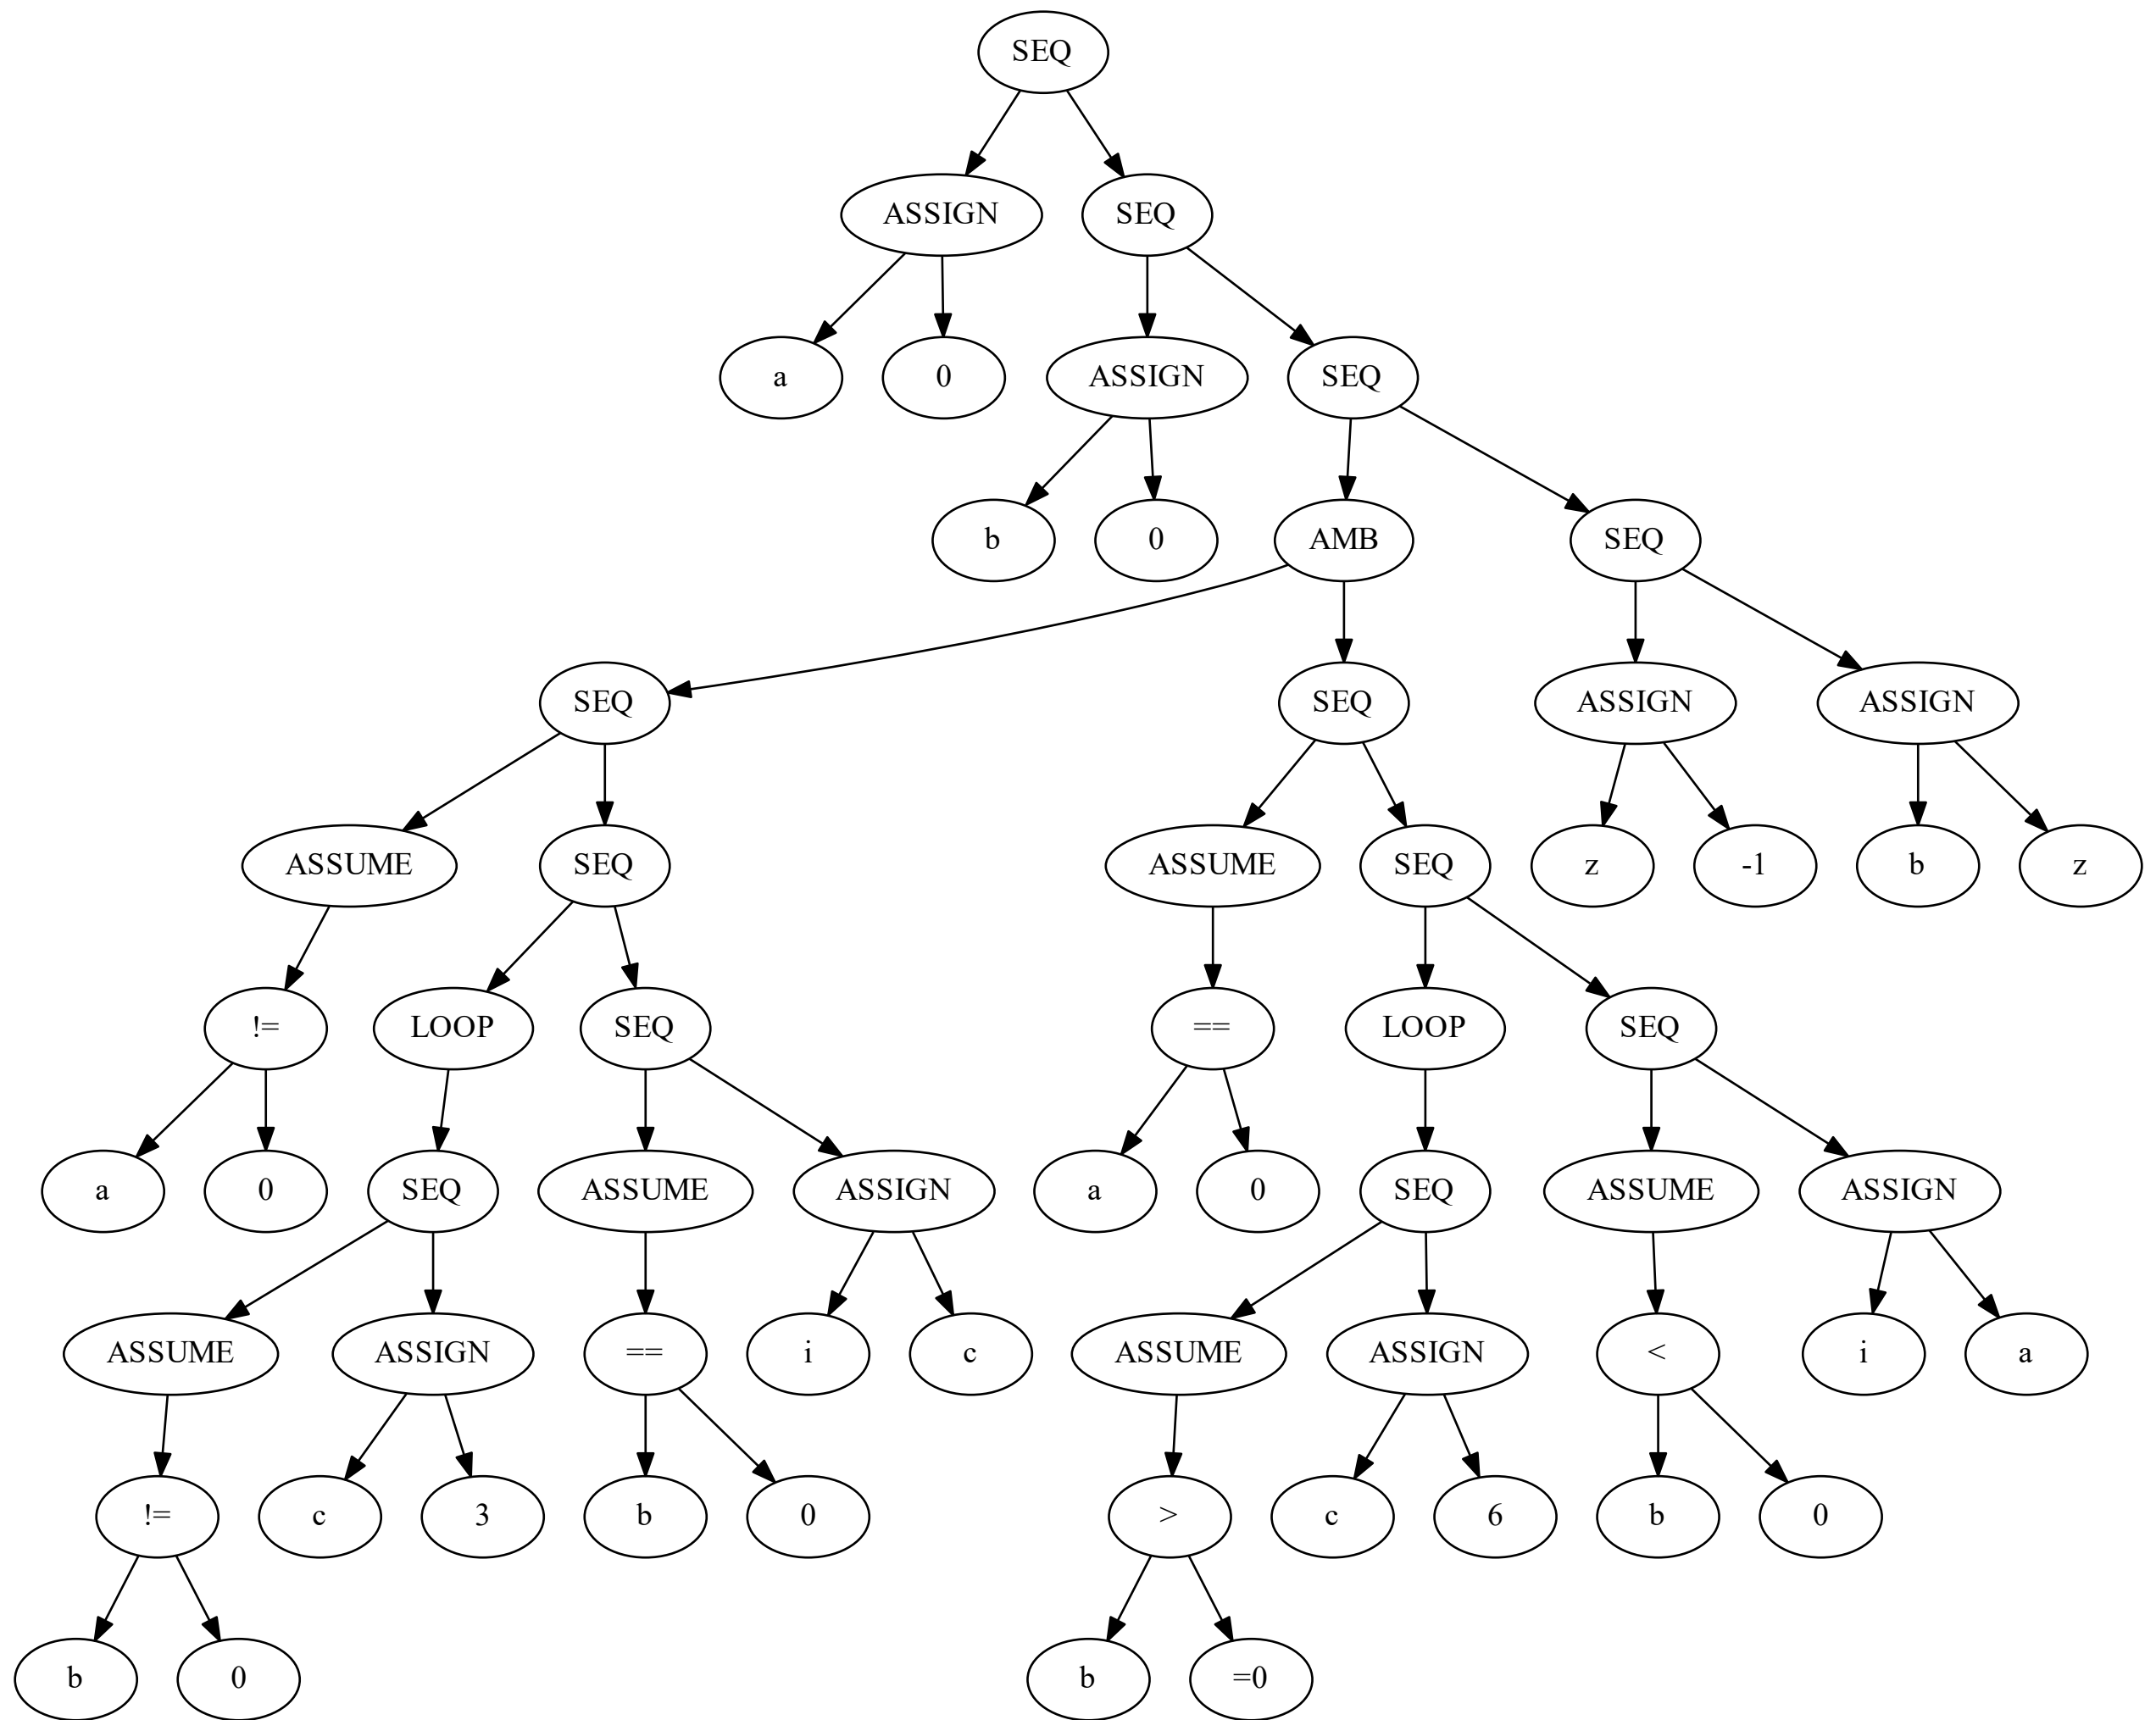 SEQ
ASSIGN SEQ
a 0 ASSIGN SEQ
b 0 AMB SEQ
SEQ SEQ ASSIGN ASSIGN
ASSUME SEQ ASSUME SEQ z -1 b z
!= LOOP SEQ == LOOP SEQ
a 0 SEQ ASSUME ASSIGN a 0 SEQ ASSUME ASSIGN
ASSUME ASSIGN == i c ASSUME ASSIGN < i a
!= c 3 b 0 > c 6 b 0
b 0 b =0